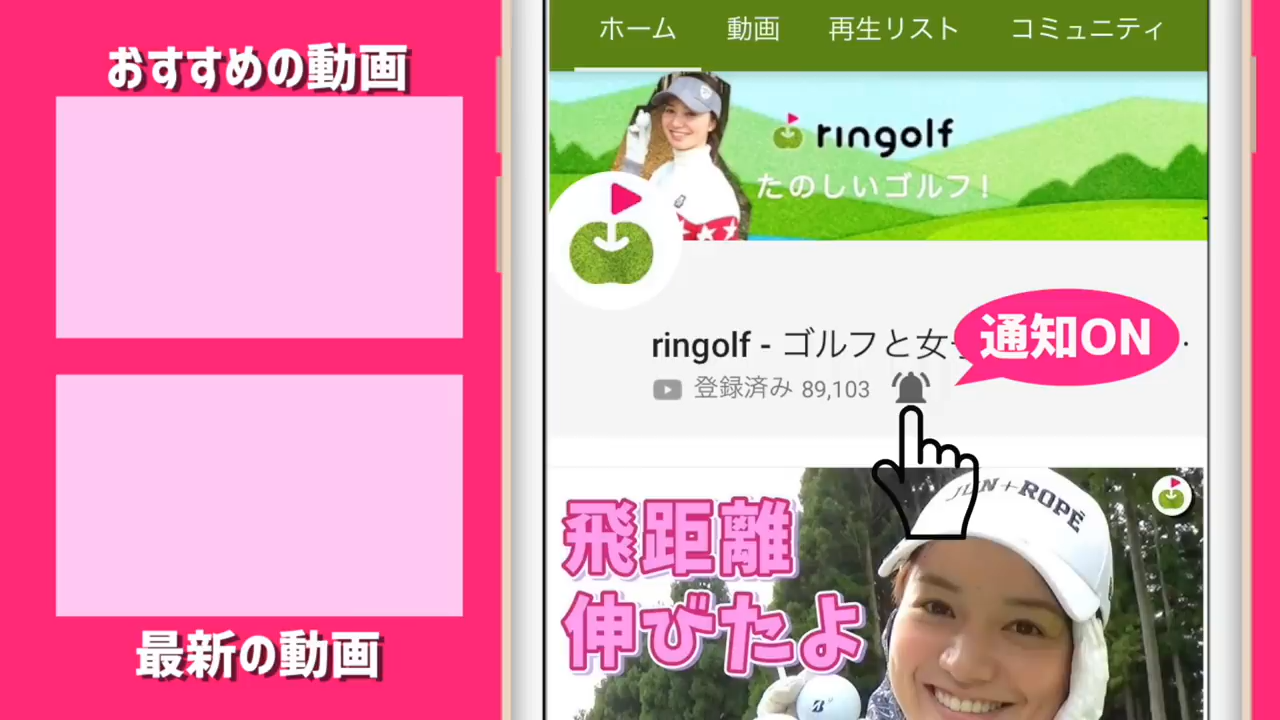 おすすめの動画
最新の動画
ホーム 動画 再生リスト コミュニティ
ringolf
たのしいゴルフ!
ringolf - ゴルフと女
通知ON
登録済み 89,103
飛距離
伸びたよ
JUN+ROPÉ
B